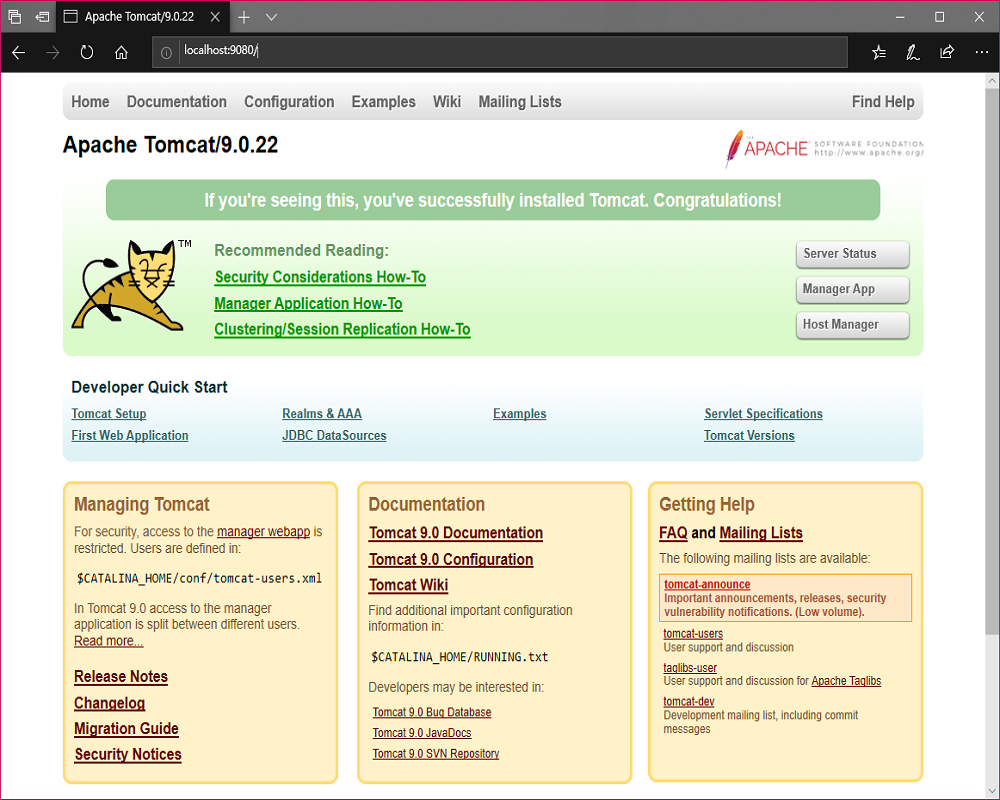 Apache Tomcat/9.0.22
localhost:9080/
Home Documentation Configuration Examples Wiki Mailing Lists Find Help
Apache Tomcat/9.0.22
THE
APACHE SOFTWARE FOUNDATION
http://www.apache.org/
If you're seeing this, you've successfully installed Tomcat. Congratulations!
TM
Recommended Reading:
Security Considerations How-To
Manager Application How-To
Clustering/Session Replication How-To
Server Status
Manager App
Host Manager
Developer Quick Start
Tomcat Setup
First Web Application
Realms & AAA
JDBC DataSources
Examples
Servlet Specifications
Tomcat Versions
Managing Tomcat
For security, access to the manager webapp is
restricted. Users are defined in:
$CATALINA_HOME/conf/tomcat-users.xml
In Tomcat 9.0 access to the manager
application is split between different users.
Read more...
Release Notes
Changelog
Migration Guide
Security Notices
Documentation
Tomcat 9.0 Documentation
Tomcat 9.0 Configuration
Tomcat Wiki
Find additional important configuration
information in:
$CATALINA_HOME/RUNNING.txt
Developers may be interested in:
Tomcat 9.0 Bug Database
Tomcat 9.0 JavaDocs
Tomcat 9.0 SVN Repository
Getting Help
FAQ and Mailing Lists
The following mailing lists are available:
tomcat-announce
Important announcements, releases, security
vulnerability notifications. (Low volume).
tomcat-users
User support and discussion
taglibs-user
User support and discussion for Apache Taglibs
tomcat-dev
Development mailing list, including commit
messages